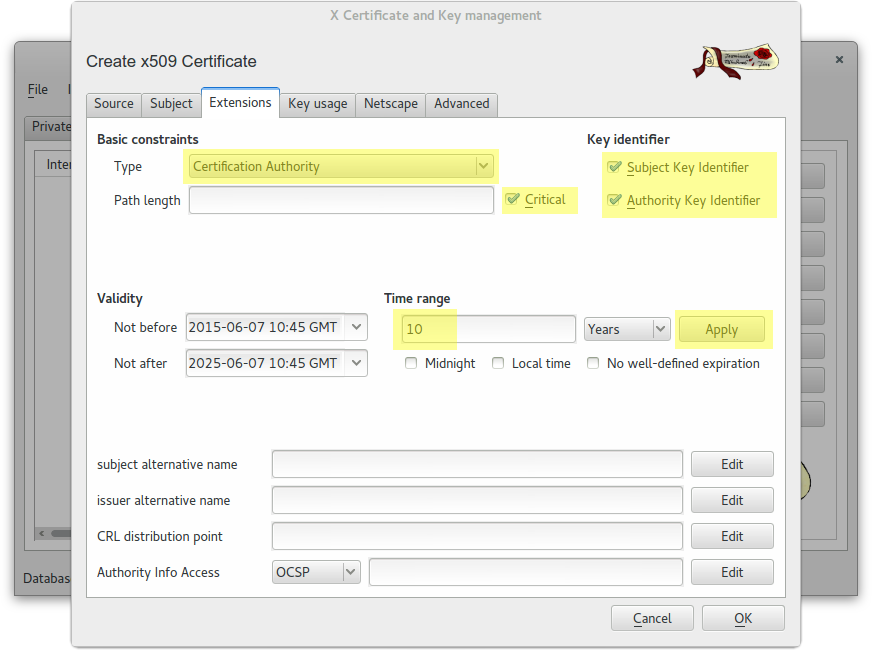 X Certificate and Key management
Create x509 Certificate
File
Private
Inter
Databas
Source Subject Extensions Key usage Netscape Advanced
Basic constraints
Type Certification Authority
Path length Critical
Key identifier
Subject Key Identifier
Authority Key Identifier
Validity
Not before 2015-06-07 10:45 GMT
Not after 2025-06-07 10:45 GMT
Time range
10 Years Apply
Midnight Local time No well-defined expiration
subject alternative name Edit
issuer alternative name Edit
CRL distribution point Edit
Authority Info Access OCSP Edit
Cancel OK